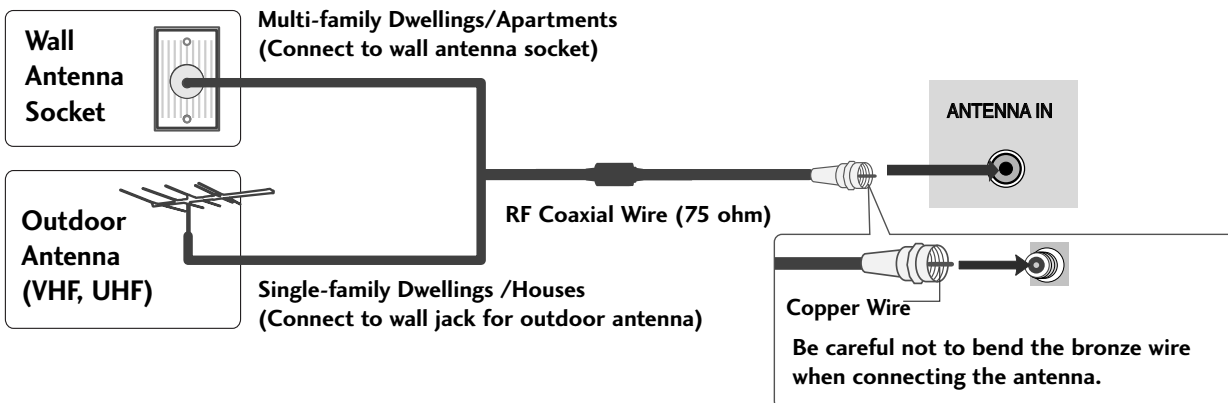 Wall
Antenna
Socket
Multi-family Dwellings/Apartments
(Connect to wall antenna socket)
ANTENNA IN
RF Coaxial Wire (75 ohm)
Outdoor
Antenna
(VHF, UHF)
Single-family Dwellings /Houses
(Connect to wall jack for outdoor antenna)
Copper Wire
Be careful not to bend the bronze wire
when connecting the antenna.